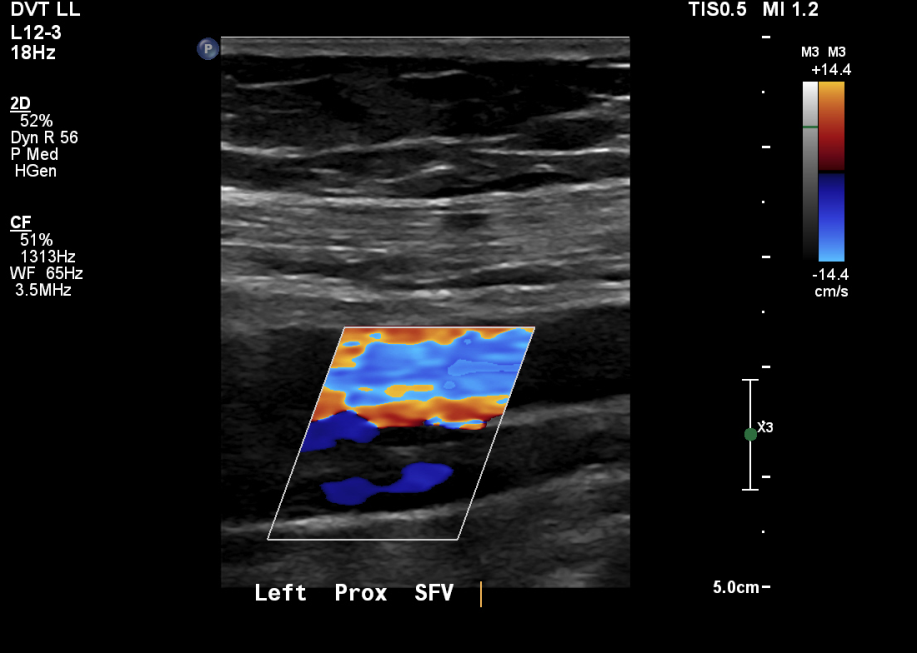 DVT LL
TIS0.5 MI 1.2
L12-3
18Hz
P
M3 M3
+14.4
2D
52%
Dyn R 56
P Med
HGen
CF
51%
1313Hz
WF 65Hz
3.5MHz
-14.4
cm/s
X3
5.0cm
Left Prox SFV